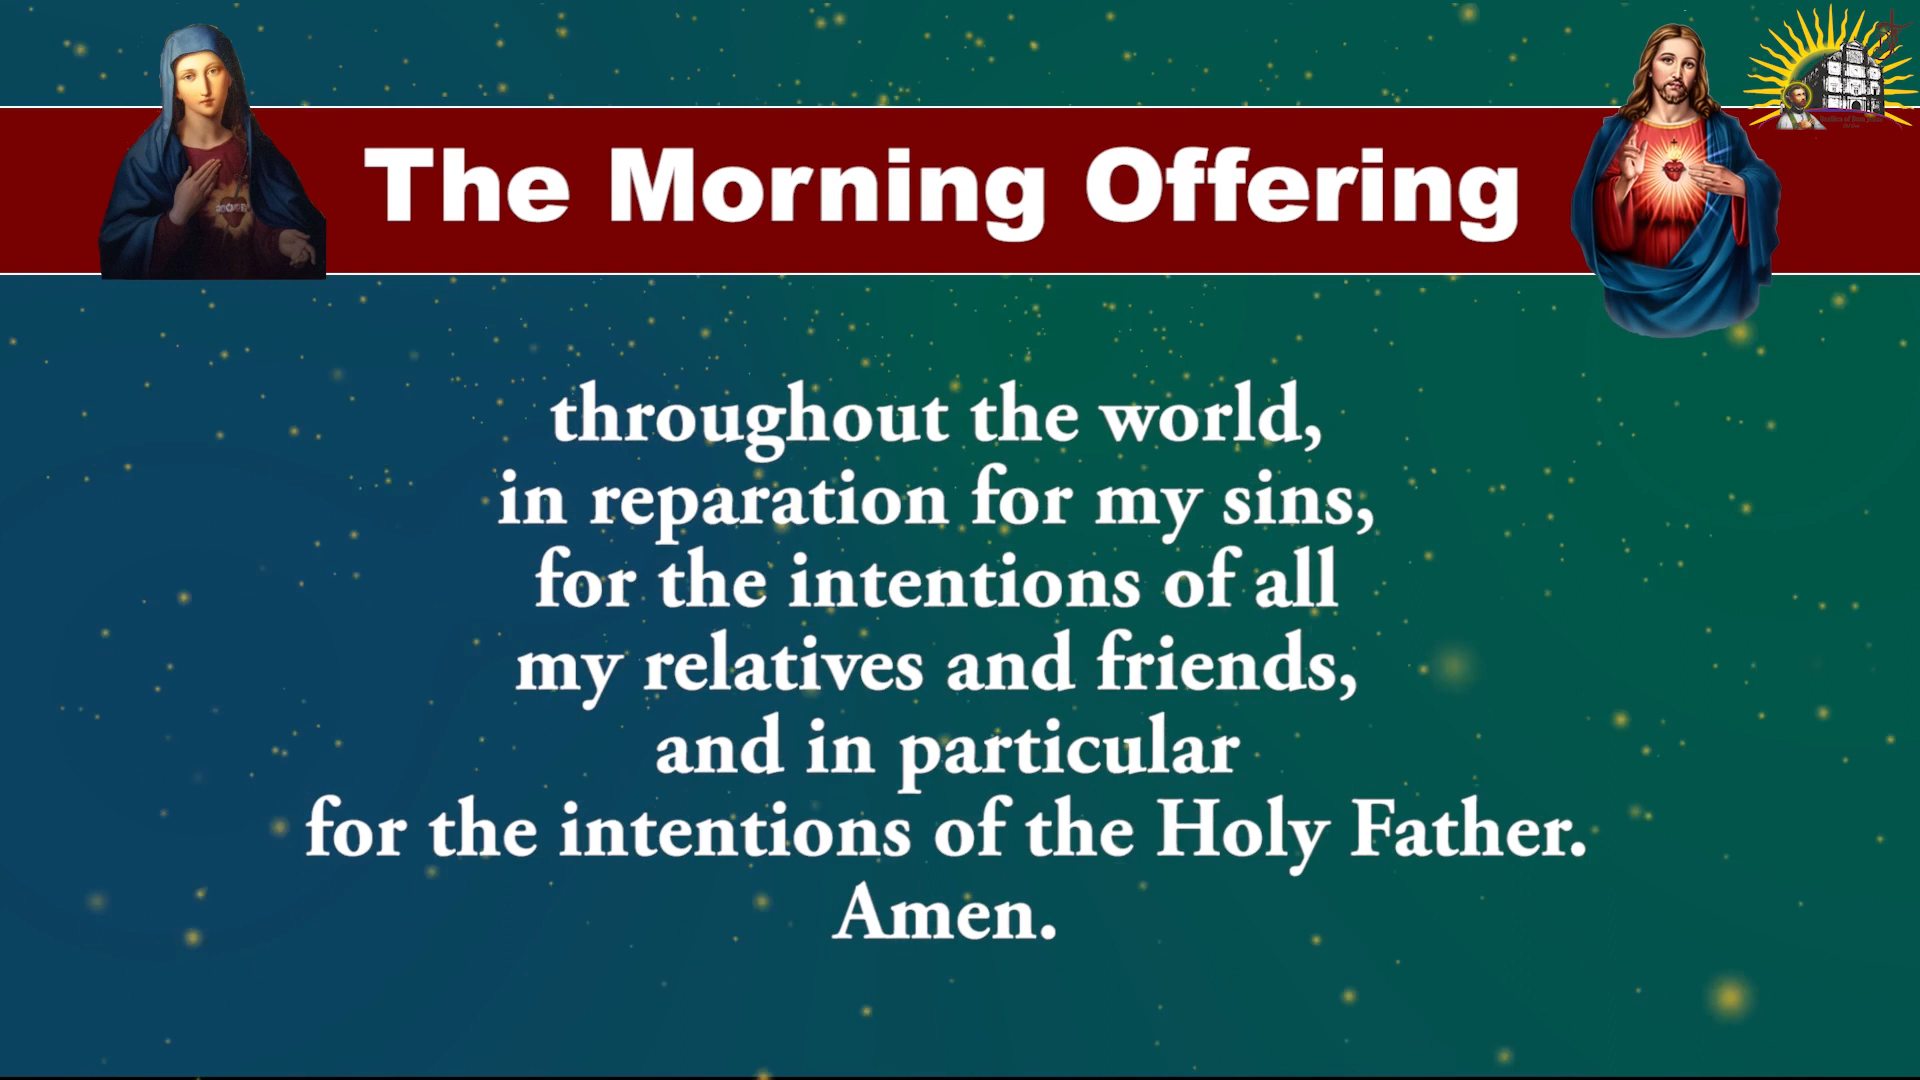 The Morning Offering
throughout the world,
in reparation for my sins,
for the intentions of all
my relatives and friends,
and in particular
for the intentions of the Holy Father.
Amen.